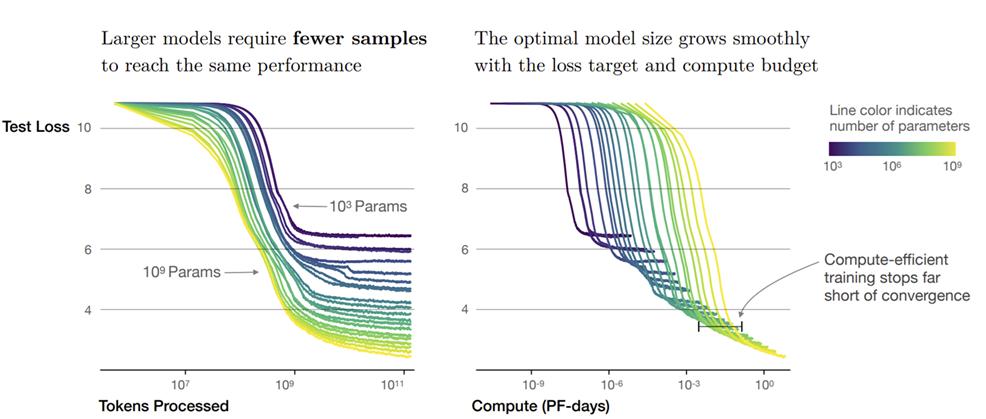 Larger models require fewer samples
to reach the same performance
The optimal model size grows smoothly
with the loss target and compute budget
Test Loss
10
8
6
4
10³ Params
10⁹ Params
10⁷
10⁹
10¹¹
Tokens Processed
10
8
6
4
10⁻⁹
10⁻⁶
10⁻³
10⁰
Compute (PF-days)
Line color indicates
number of parameters
10³
10⁶
10⁹
Compute-efficient
training stops far
short of convergence